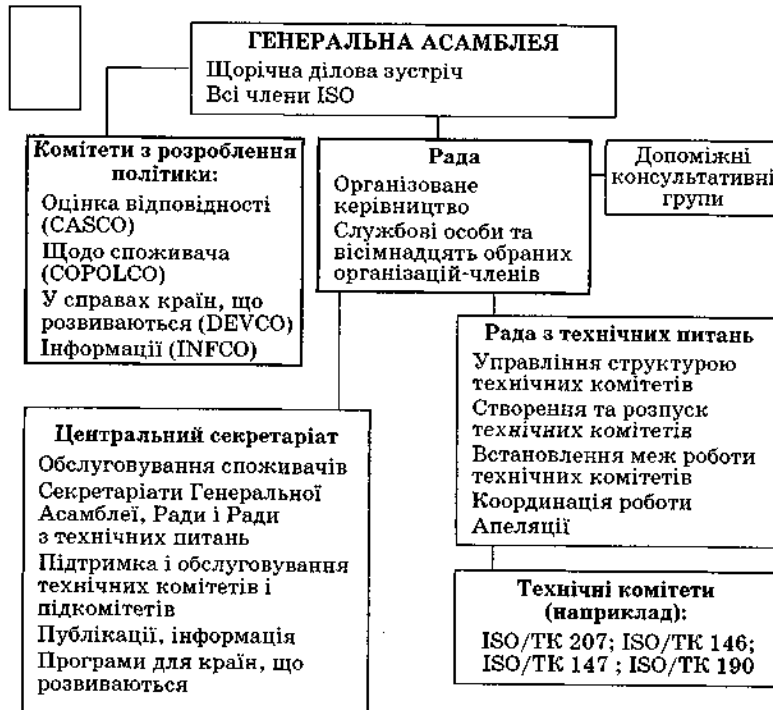 ГЕНЕРАЛЬНА АСАМБЛЕЯ
Щорічна ділова зустріч
Всі члени ISO
Комітети з розроблення
політики:
Оцінка відповідності
(CASCO)
Щодо споживача
(COPOLCO)
У справах країн, що
розвиваються (DEVCO)
Інформації (INFCO)
Рада
Організоване
керівництво
Службові особи та
вісімнадцять обраних
організацій-членів
Допоміжні
консультативні
групи
Рада з технічних питань
Управління структурою
технічних комітетів
Створення та розпуск
технічних комітетів
Встановлення меж роботи
технічних комітетів
Координація роботи
Апеляції
Центральний секретаріат
Обслуговування споживачів
Секретаріати Генеральної
Асамблеї, Ради і Ради
з технічних питань
Підтримка і обслуговування
технічних комітетів і
підкомітетів
Публікації, інформація
Програми для країн, що
розвиваються
Технічні комітети
(наприклад):
ISO/ТК 207; ISO/ТК 146;
ISO/ТК 147 ; ISO/ТК 190